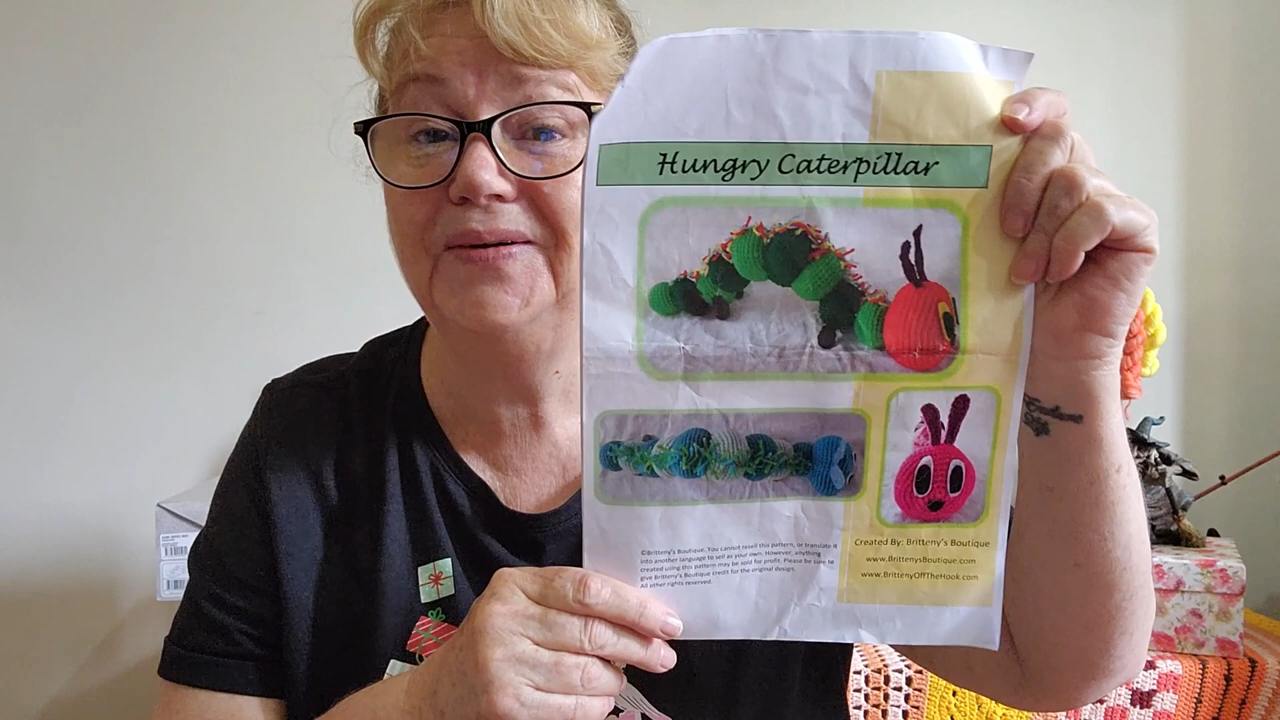 Hungry Caterpillar
©Britteny's Boutique. You cannot resell this pattern, or translate it
into another language to sell as your own. However, anything
created using this pattern may be sold for profit. Please be sure to
give Britteny's Boutique credit for the original design.
All other rights reserved.
Created By: Britteny's Boutique
www.BrittenysBoutique.com
www.BrittenyOffTheHook.com